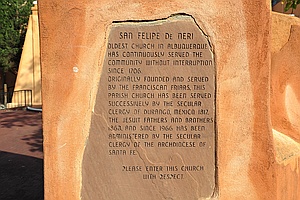 SAN FELIPE DE NERI
OLDEST CHURCH IN ALBUQUERQUE
HAS CONTINUOUSLY SERVED THE
COMMUNITY WITHOUT INTERRUPTION
SINCE 1706.
ORIGINALLY FOUNDED AND SERVED
BY THE FRANCISCAN FRIARS, THIS
PARISH CHURCH HAS BEEN SERVED
SUCCESSIVELY BY THE SECULAR
CLERGY OF DURANGO, MEXICO 1817,
THE JESUIT FATHERS AND BROTHERS
1867, AND SINCE 1966 HAS BEEN
ADMINISTERED BY THE SECULAR
CLERGY OF THE ARCHDIOCESE OF
SANTA FE.
PLEASE ENTER THIS CHURCH
WITH RESPECT